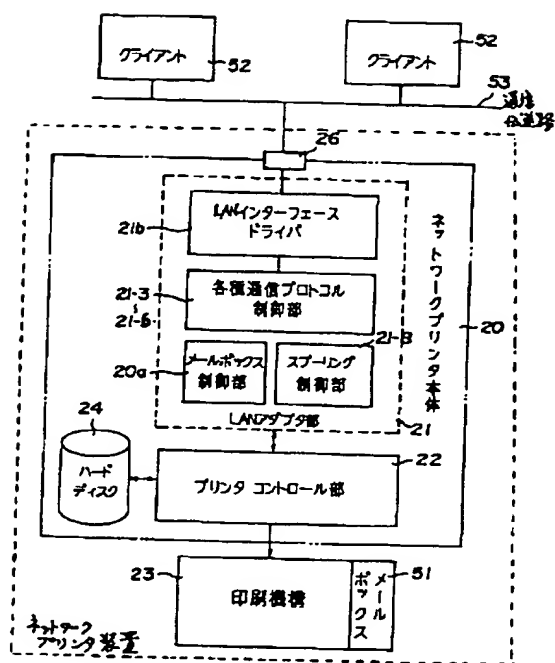 クライアント
52
クライアント
52
53
通信
伝送路
26
LANインターフェース
ドライバ
21b
各種通信プロトコル
制御部
21-3
~
21-6
メールボックス
制御部
20a
スプーリング
制御部
21-8
LANアダプタ部
21
ネットワークプリンタ本体
20
24
ハード
ディスク
プリンタ コントロール部
22
23
印刷機構
メール
ボックス
51
ネットワーク
プリンタ装置